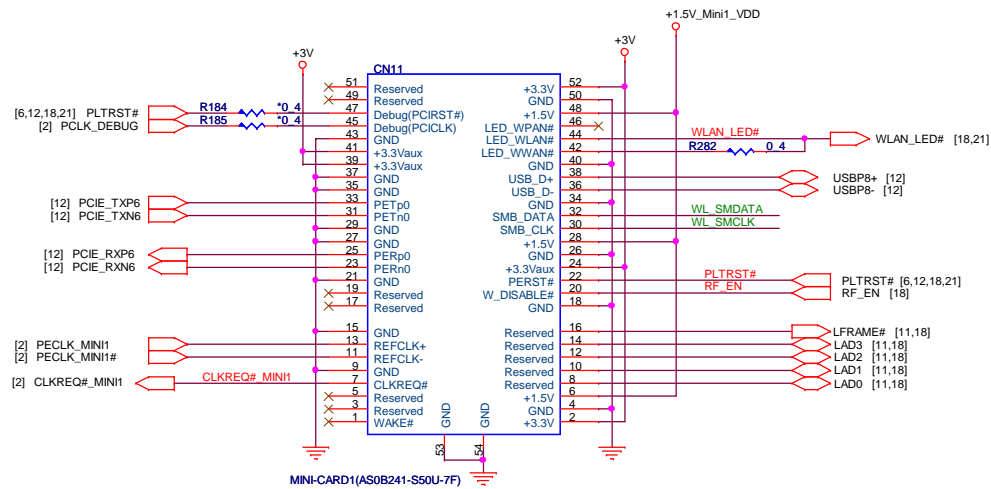 +1.5V_Mini1_VDD
+3V +3V
CN11
51 Reserved +3.3V 52
49 Reserved GND 50
[6,12,18,21] PLTRST# R184 *0_4 47 Debug(PCIRST#) +1.5V 48
[2] PCLK_DEBUG R185 *0_4 45 Debug(PCICLK) LED_WPAN# 46
43 GND LED_WLAN# 44 WLAN_LED# WLAN_LED# [18,21]
41 +3.3Vaux LED_WWAN# 42 R282 0_4
39 +3.3Vaux GND 40
37 GND USB_D+ 38 USBP8+ [12]
35 GND USB_D- 36 USBP8- [12]
[12] PCIE_TXP6 33 PETp0 GND 34
[12] PCIE_TXN6 31 PETn0 SMB_DATA 32 WL_SMDATA
29 GND SMB_CLK 30 WL_SMCLK
27 GND +1.5V 28
[12] PCIE_RXP6 25 PERp0 GND 26
[12] PCIE_RXN6 23 PERn0 +3.3Vaux 24
21 GND PERST# 22 PLTRST# PLTRST# [6,12,18,21]
19 Reserved W_DISABLE# 20 RF_EN RF_EN [18]
17 Reserved GND 18
15 GND Reserved 16 LFRAME# [11,18]
[2] PECLK_MINI1 13 REFCLK+ Reserved 14 LAD3 [11,18]
[2] PECLK_MINI1# 11 REFCLK- Reserved 12 LAD2 [11,18]
9 GND Reserved 10 LAD1 [11,18]
[2] CLKREQ#_MINI1 CLKREQ#_MINI1 7 CLKREQ# Reserved 8 LAD0 [11,18]
5 Reserved +1.5V 6
3 Reserved GND 4
1 WAKE# +3.3V 2
GND GND
53 54
MINI-CARD1(AS0B241-S50U-7F)